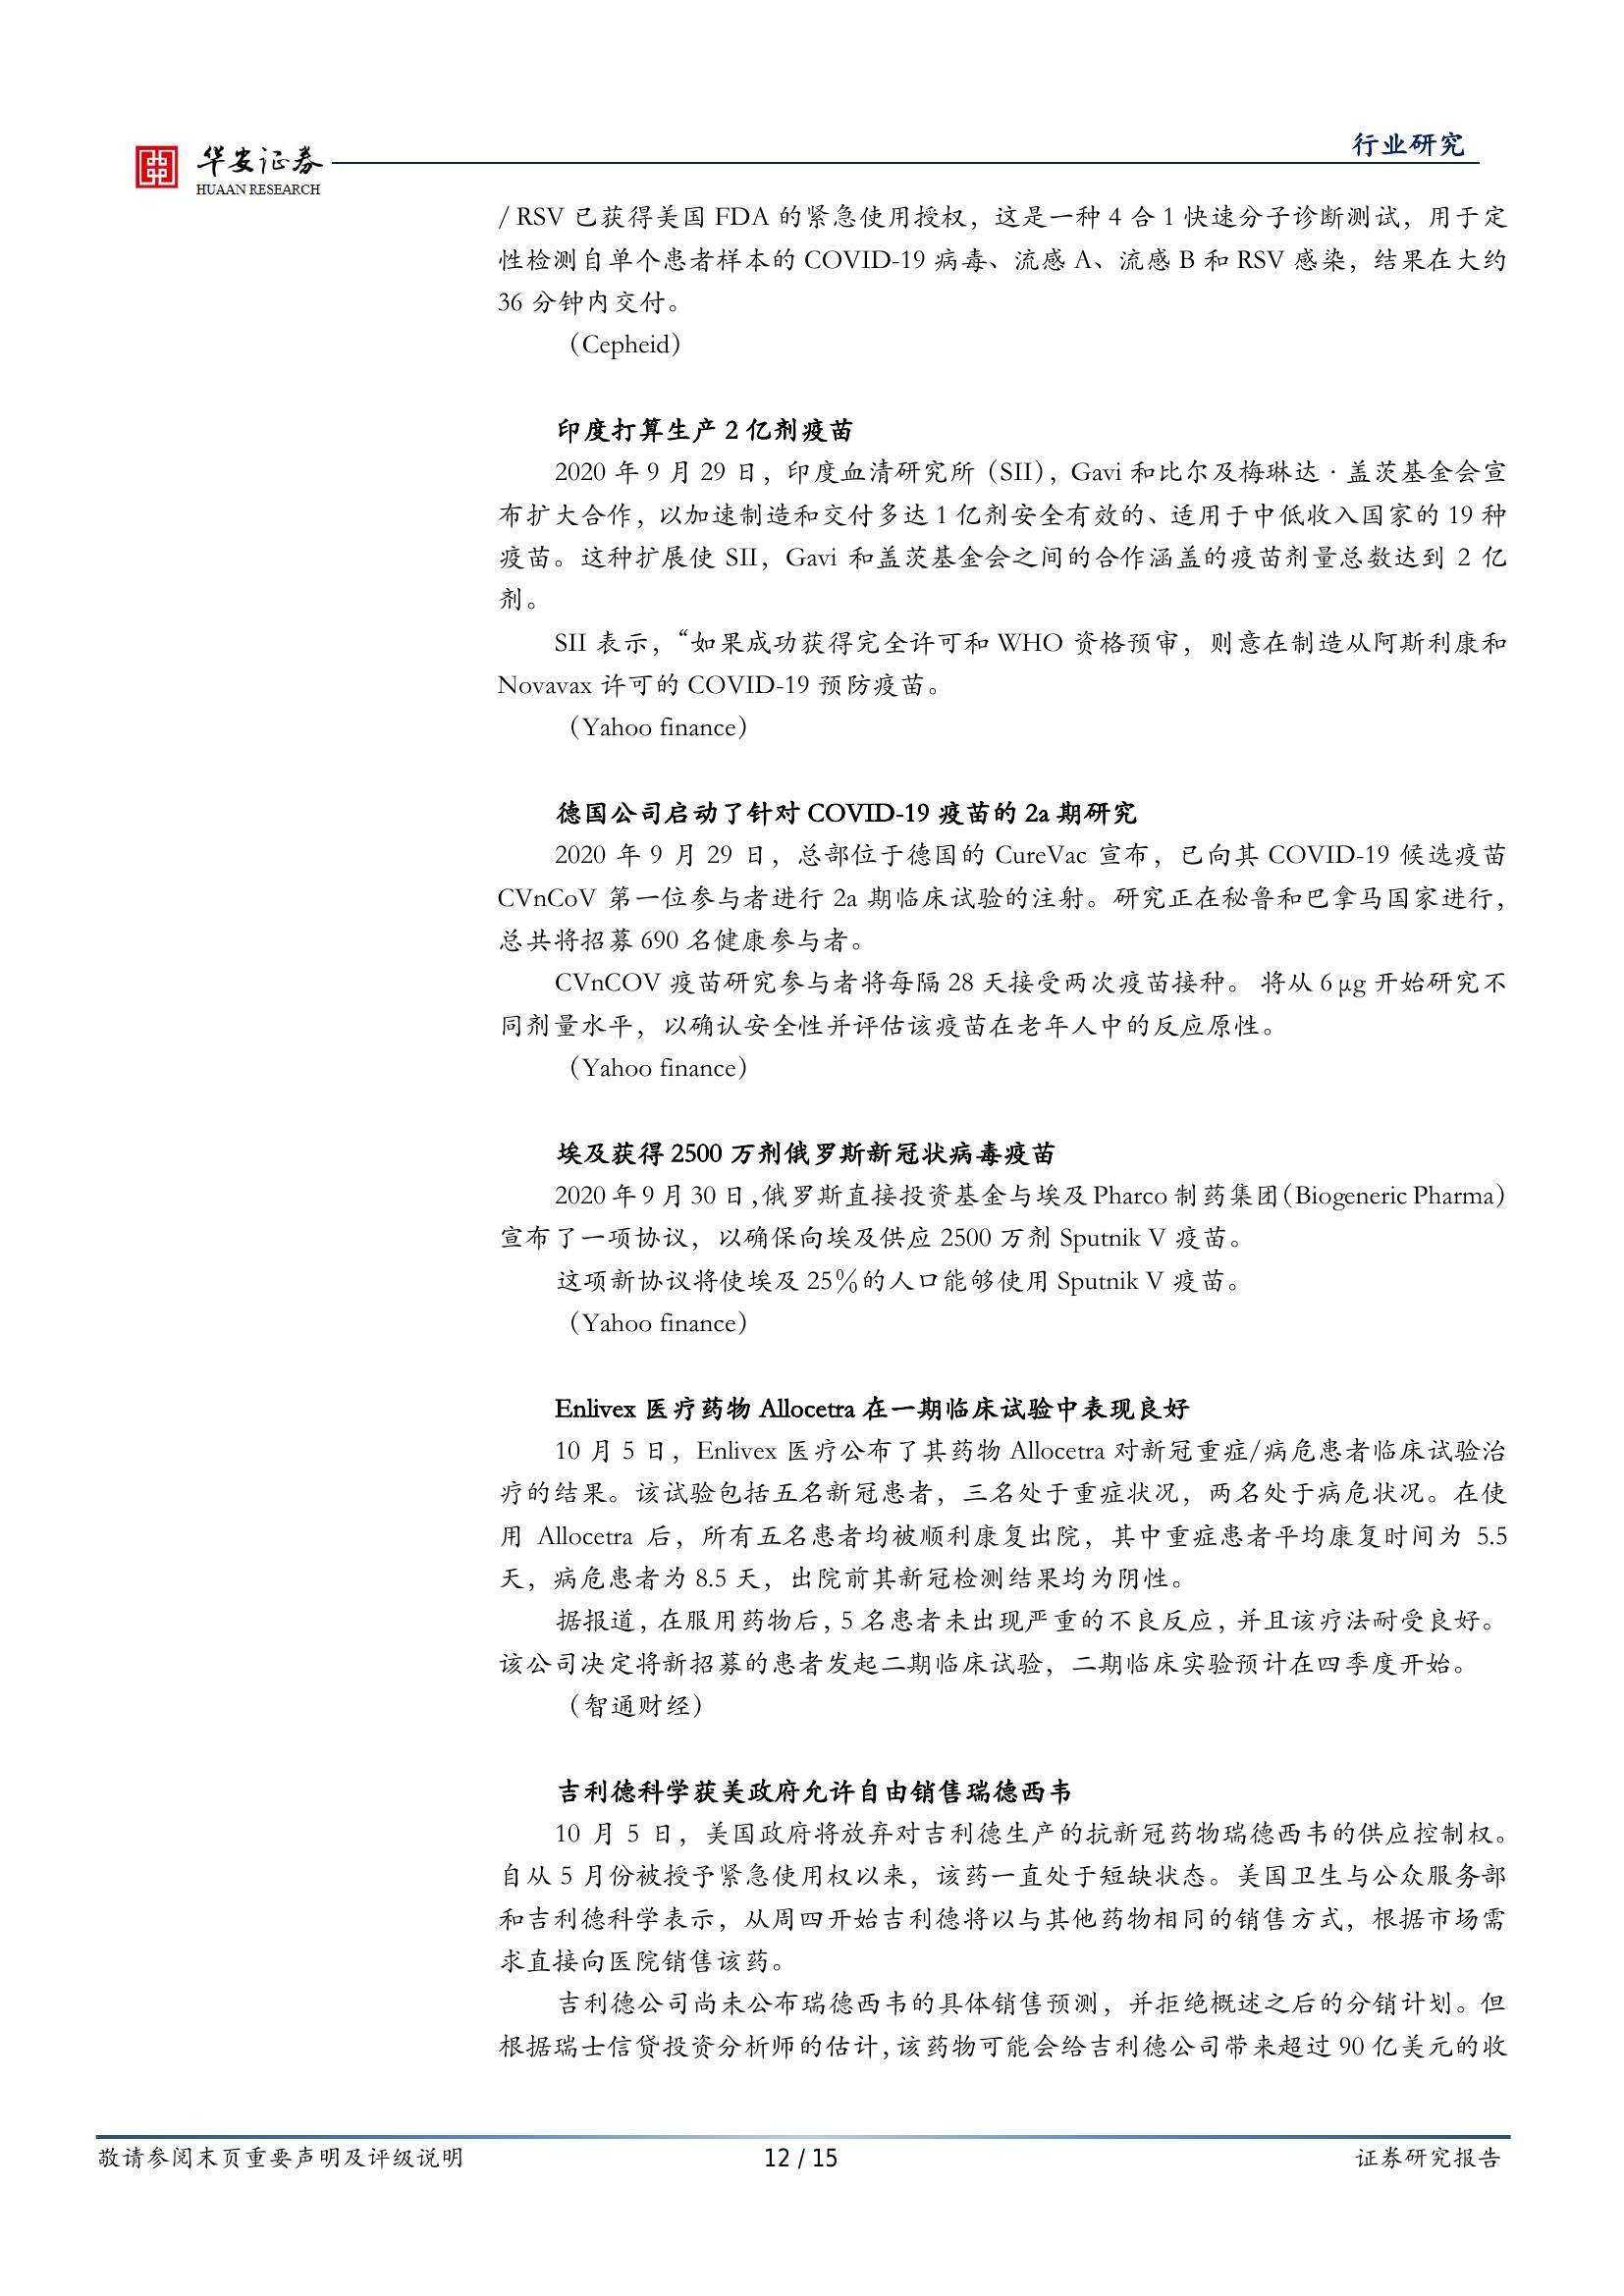 华安证券
HUAAN RESEARCH
行业研究
/ RSV 已获得美国 FDA 的紧急使用授权，这是一种 4 合 1 快速分子诊断测试，用于定
性检测自单个患者样本的 COVID-19 病毒、流感 A、流感 B 和 RSV 感染，结果在大约
36 分钟内交付。
（Cepheid）
印度打算生产 2 亿剂疫苗
2020 年 9 月 29 日，印度血清研究所（SII），Gavi 和比尔及梅琳达·盖茨基金会宣
布扩大合作，以加速制造和交付多达 1 亿剂安全有效的、适用于中低收入国家的 19 种
疫苗。这种扩展使 SII，Gavi 和盖茨基金会之间的合作涵盖的疫苗剂量总数达到 2 亿
剂。
SII 表示，“如果成功获得完全许可和 WHO 资格预审，则意在制造从阿斯利康和
Novavax 许可的 COVID-19 预防疫苗。
（Yahoo finance）
德国公司启动了针对 COVID-19 疫苗的 2a 期研究
2020 年 9 月 29 日，总部位于德国的 CureVac 宣布，已向其 COVID-19 候选疫苗
CVnCoV 第一位参与者进行 2a 期临床试验的注射。研究正在秘鲁和巴拿马国家进行，
总共将招募 690 名健康参与者。
CVnCOV 疫苗研究参与者将每隔 28 天接受两次疫苗接种。 将从 6 μg 开始研究不
同剂量水平，以确认安全性并评估该疫苗在老年人中的反应原性。
（Yahoo finance）
埃及获得 2500 万剂俄罗斯新冠状病毒疫苗
2020 年 9 月 30 日，俄罗斯直接投资基金与埃及 Pharco 制药集团（Biogeneric Pharma）
宣布了一项协议，以确保向埃及供应 2500 万剂 Sputnik V 疫苗。
这项新协议将使埃及 25％的人口能够使用 Sputnik V 疫苗。
（Yahoo finance）
Enlivex 医疗药物 Allocetra 在一期临床试验中表现良好
10 月 5 日，Enlivex 医疗公布了其药物 Allocetra 对新冠重症/病危患者临床试验治
疗的结果。该试验包括五名新冠患者，三名处于重症状况，两名处于病危状况。在使
用 Allocetra 后，所有五名患者均被顺利康复出院，其中重症患者平均康复时间为 5.5
天，病危患者为 8.5 天，出院前其新冠检测结果均为阴性。
据报道，在服用药物后，5 名患者未出现严重的不良反应，并且该疗法耐受良好。
该公司决定将新招募的患者发起二期临床试验，二期临床实验预计在四季度开始。
（智通财经）
吉利德科学获美政府允许自由销售瑞德西韦
10 月 5 日，美国政府将放弃对吉利德生产的抗新冠药物瑞德西韦的供应控制权。
自从 5 月份被授予紧急使用权以来，该药一直处于短缺状态。美国卫生与公众服务部
和吉利德科学表示，从周四开始吉利德将以与其他药物相同的销售方式，根据市场需
求直接向医院销售该药。
吉利德公司尚未公布瑞德西韦的具体销售预测，并拒绝概述之后的分销计划。但
根据瑞士信贷投资分析师的估计，该药物可能会给吉利德公司带来超过 90 亿美元的收
敬请参阅末页重要声明及评级说明
12 / 15
证券研究报告